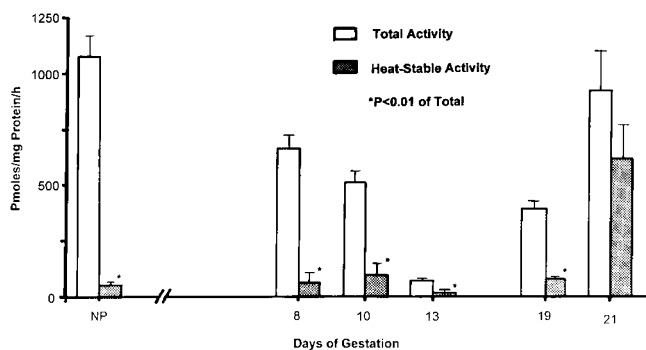 1250
1000
500
250
0
Pmoles/mg Protein/h
Total Activity
Heat-Stable Activity
*P<0.01 of Total
*
*
*
*
*
NP
8
10
13
19
21
Days of Gestation